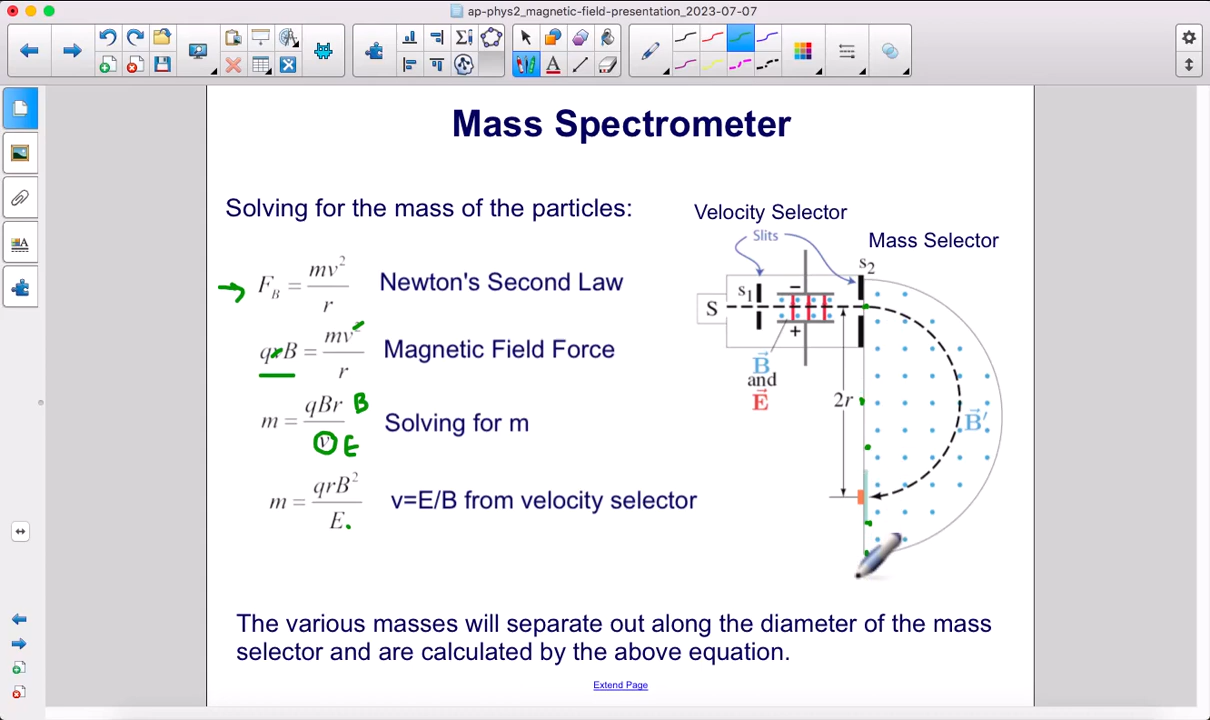 ap-phys2_magnetic-field-presentation_2023-07-07
Mass Spectrometer
Solving for the mass of the particles:
F_B = mv²/r Newton's Second Law
qvB = mv²/r Magnetic Field Force
m = qBr/v Solving for m
B
E
m = qrB²/E v=E/B from velocity selector
Velocity Selector
Slits
Mass Selector
s₂
s₁
S
−
+
B⃗
and
E⃗
2r
B⃗′
The various masses will separate out along the diameter of the mass
selector and are calculated by the above equation.
Extend Page